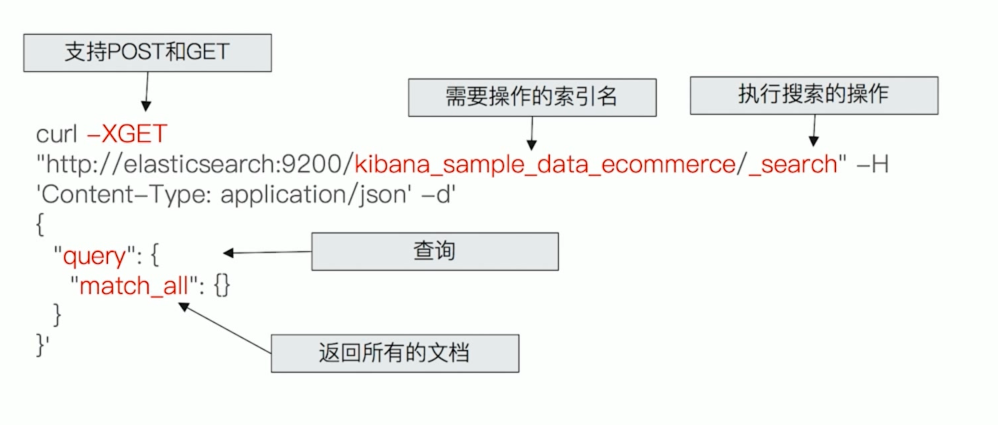 支持POST和GET
需要操作的索引名
执行搜索的操作
curl -XGET
"http://elasticsearch:9200/kibana_sample_data_ecommerce/_search" -H
'Content-Type: application/json' -d'
{
"query": {
查询
"match_all": {}
}
返回所有的文档
}'